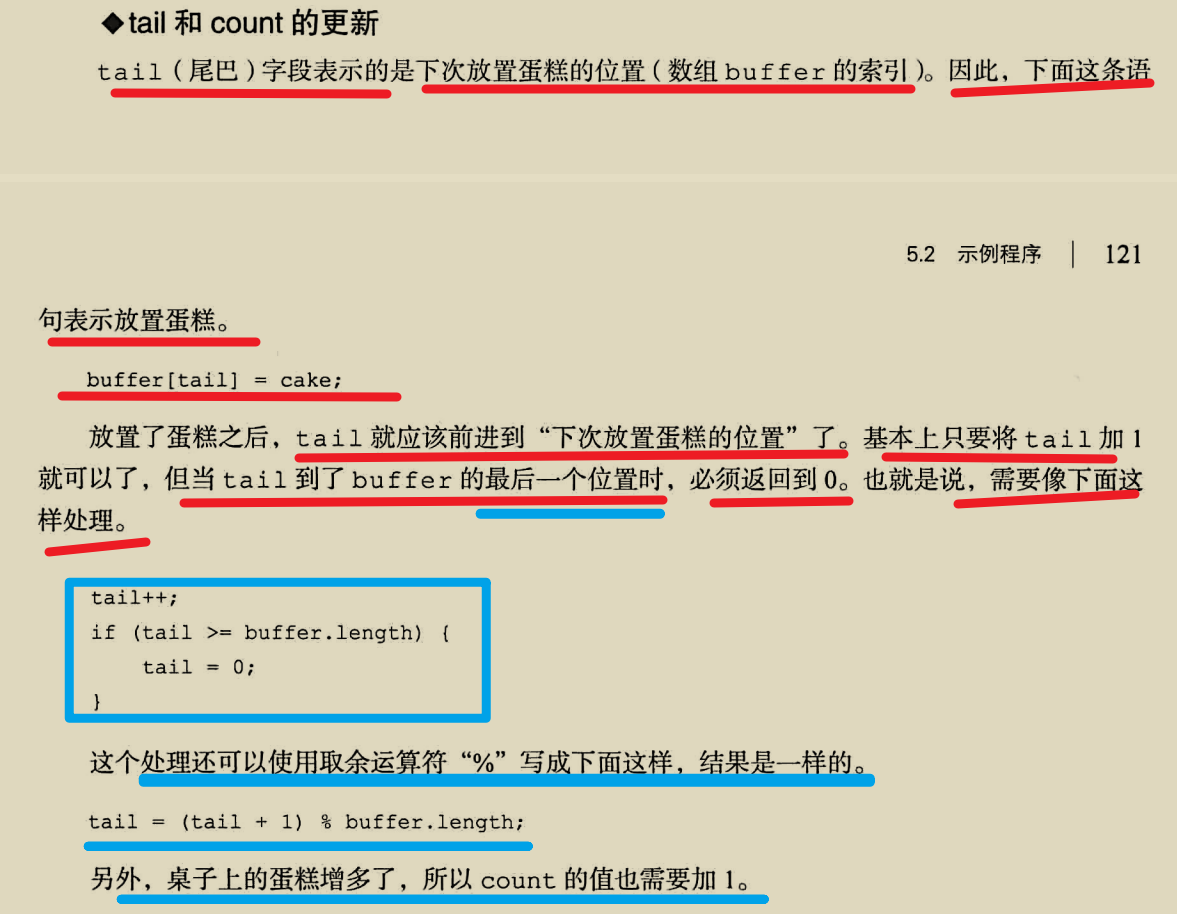 ◆tail 和 count 的更新
tail（尾巴）字段表示的是下次放置蛋糕的位置（数组 buffer 的索引）。因此，下面这条语
5.2 示例程序 | 121
句表示放置蛋糕。
buffer[tail] = cake;
放置了蛋糕之后，tail 就应该前进到“下次放置蛋糕的位置”了。基本上只要将 tail 加 1
就可以了，但当 tail 到了 buffer 的最后一个位置时，必须返回到 0。也就是说，需要像下面这
样处理。
tail++;
if (tail >= buffer.length) {
    tail = 0;
}
这个处理还可以使用取余运算符“%”写成下面这样，结果是一样的。
tail = (tail + 1) % buffer.length;
另外，桌子上的蛋糕增多了，所以 count 的值也需要加 1。